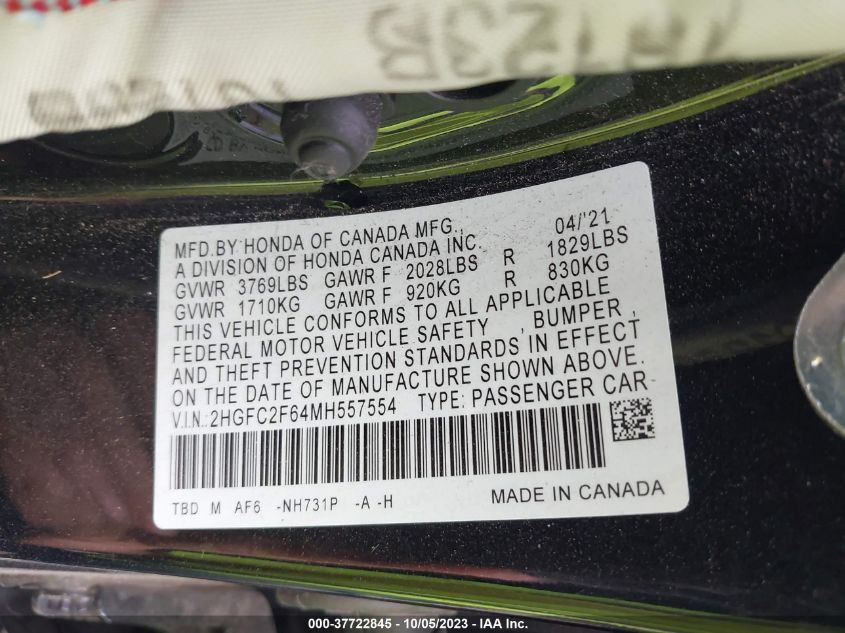 MFD.BY HONDA OF CANADA MFG., 04/'21
A DIVISION OF HONDA CANADA INC.
GVWR 3769LBS GAWR F 2028LBS R 1829LBS
GVWR 1710KG GAWR F 920KG R 830KG
THIS VEHICLE CONFORMS TO ALL APPLICABLE
FEDERAL MOTOR VEHICLE SAFETY , BUMPER ,
AND THEFT PREVENTION STANDARDS IN EFFECT
ON THE DATE OF MANUFACTURE SHOWN ABOVE.
V.I.N.:2HGFC2F64MH557554 TYPE: PASSENGER CAR
TBD M AF6 -NH731P -A -H MADE IN CANADA
000-37722845 - 10/05/2023 - IAA Inc.